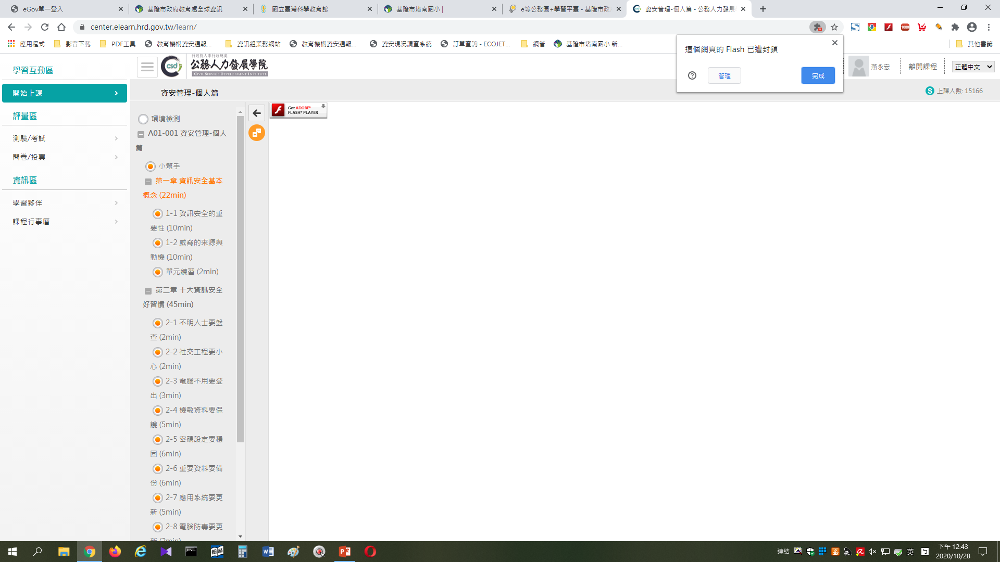 eGov單一登入
基隆市政府教育處全球資訊
國立臺灣科學教育館
基隆市堵南國小 |
e等公務園+學習平臺 - 基隆市政府
資安管理-個人篇 - 公務人力發展
center.elearn.hrd.gov.tw/learn/
應用程式
影音下載
PDF工具
教育機構資安通報...
資訊組業務網站
教育機構資安通報...
資安現況調查系統
訂單查詢 - ECOJET...
網管
基隆市堵南國小 新...
其他書籤
這個網頁的 Flash 已遭封鎖
管理
完成
學習互動區
開始上課
評量區
測驗/考試
問卷/投票
資訊區
學習夥伴
課程行事曆
csd
行政院人事行政總處
公務人力發展學院
CIVIL SERVICE DEVELOPMENT INSTITUTE
蕭永宏
離開課程
正體中文
資安管理-個人篇
S 上課人數: 15166
環境檢測
A01-001 資安管理-個人
篇
小幫手
第一章 資訊安全基本
概念 (22min)
1-1 資訊安全的重
要性 (10min)
1-2 威脅的來源與
動機 (10min)
單元練習 (2min)
第二章 十大資訊安全
好習慣 (45min)
2-1 不明人士要盤
查 (2min)
2-2 社交工程要小
心 (2min)
2-3 電腦不用要登
出 (3min)
2-4 機敏資料要保
護 (5min)
2-5 密碼設定要穩
固 (6min)
2-6 重要資料要備
份 (6min)
2-7 應用系統要更
新 (5min)
2-8 電腦防毒要更
新 (2min)
Get ADOBE®
FLASH® PLAYER
1080
連結
英
下午 12:43
2020/10/28